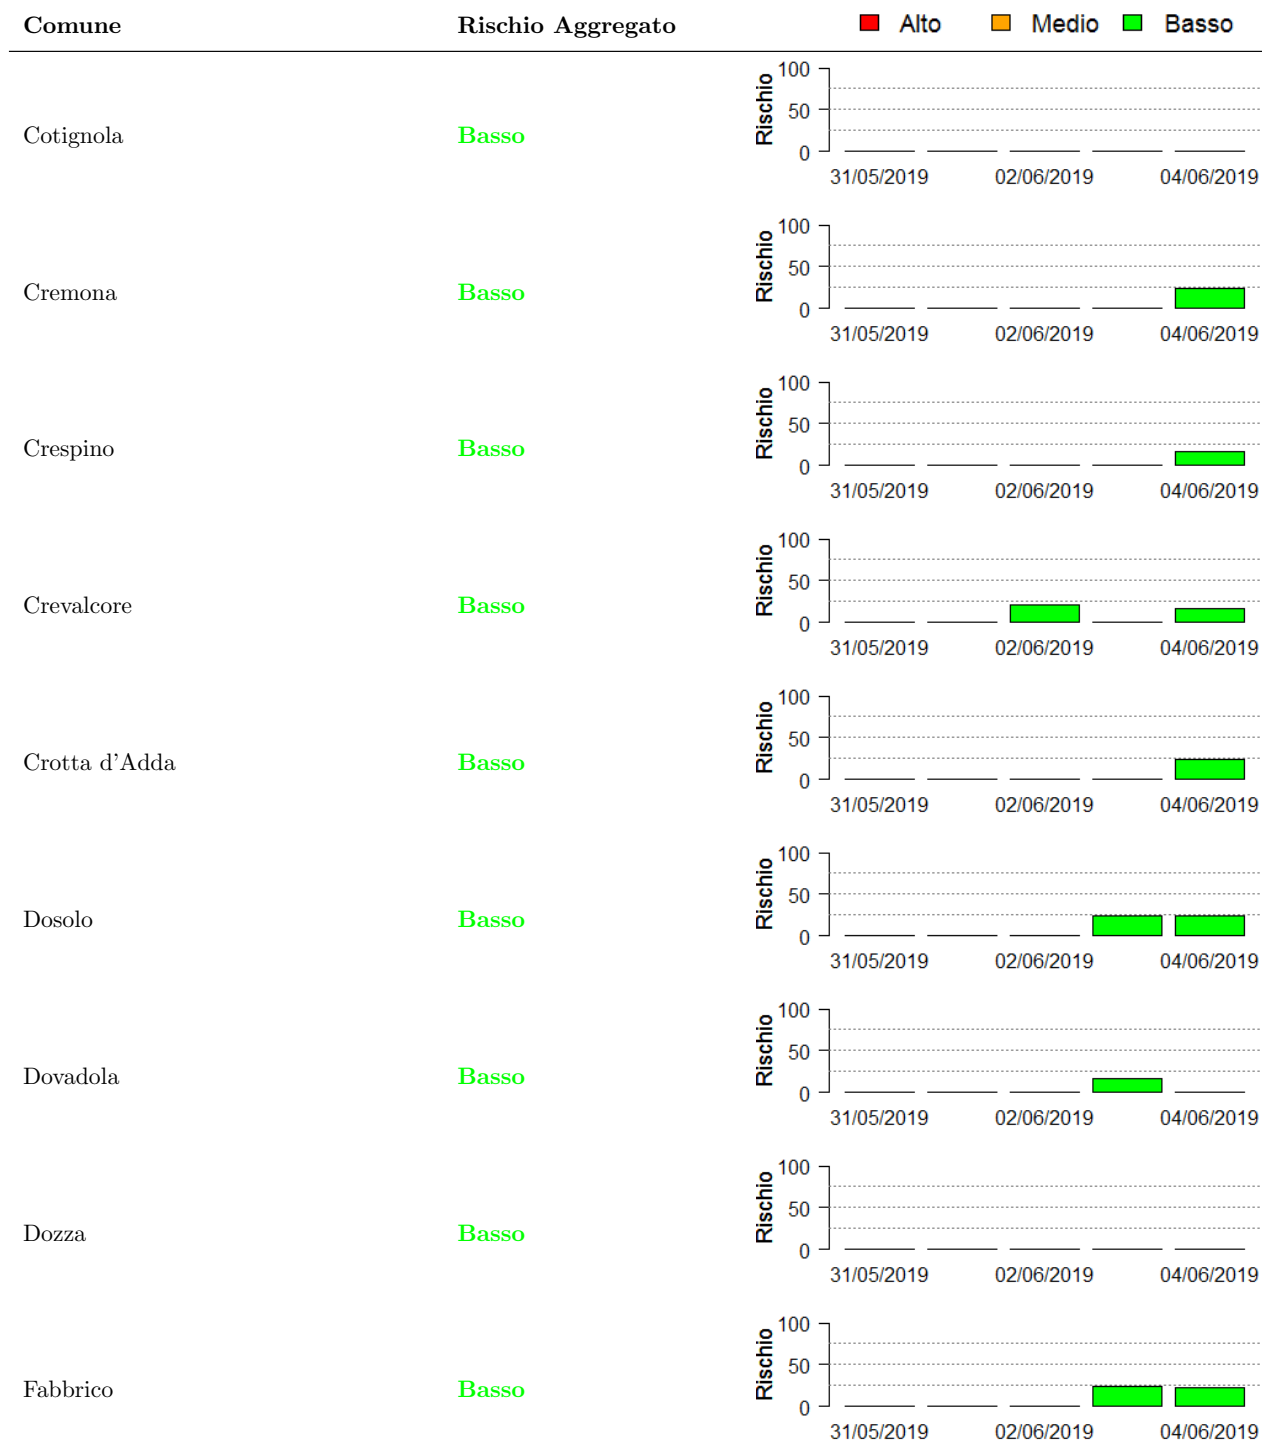 Comune Rischio Aggregato Alto Medio Basso
Cotignola Basso Rischio 100 50 0
31/05/2019 02/06/2019 04/06/2019
Cremona Basso Rischio 100 50 0
31/05/2019 02/06/2019 04/06/2019
Crespino Basso Rischio 100 50 0
31/05/2019 02/06/2019 04/06/2019
Crevalcore Basso Rischio 100 50 0
31/05/2019 02/06/2019 04/06/2019
Crotta d'Adda Basso Rischio 100 50 0
31/05/2019 02/06/2019 04/06/2019
Dosolo Basso Rischio 100 50 0
31/05/2019 02/06/2019 04/06/2019
Dovadola Basso Rischio 100 50 0
31/05/2019 02/06/2019 04/06/2019
Dozza Basso Rischio 100 50 0
31/05/2019 02/06/2019 04/06/2019
Fabbrico Basso Rischio 100 50 0
31/05/2019 02/06/2019 04/06/2019